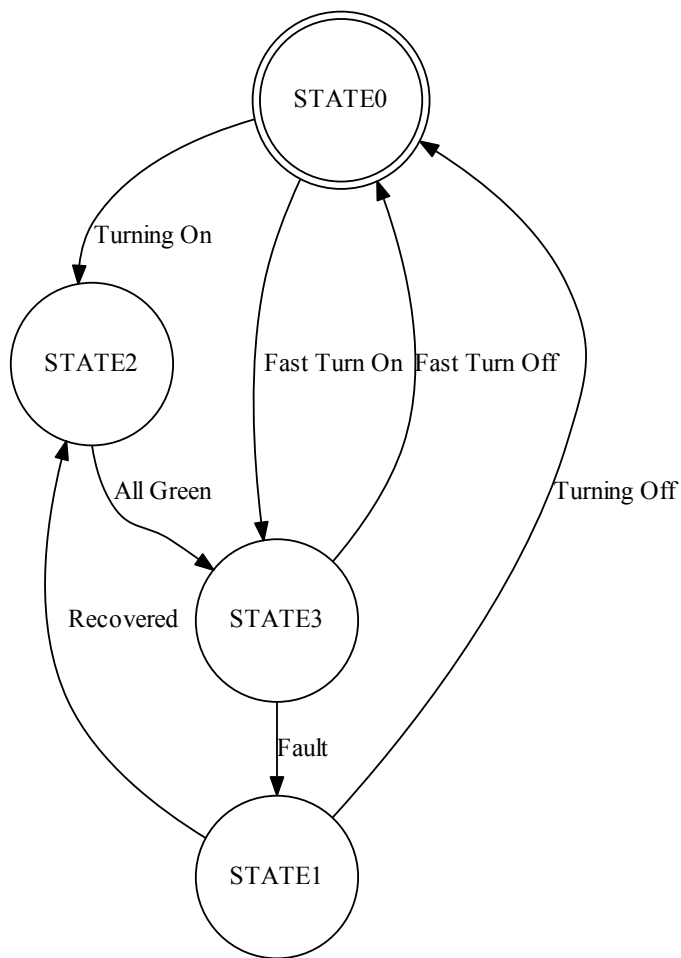 STATE0
Turning On
STATE2
Fast Turn On
Fast Turn Off
All Green
Turning Off
Recovered
STATE3
Fault
STATE1